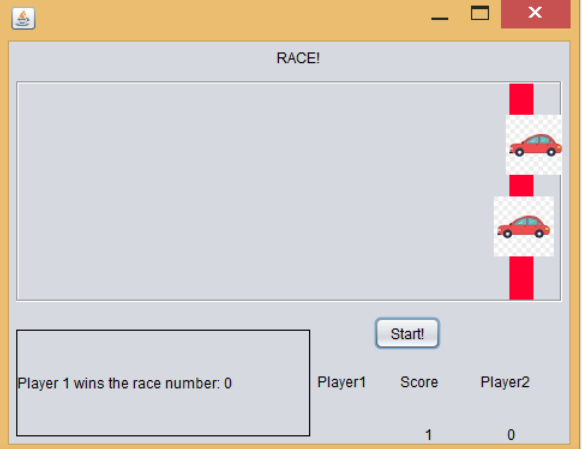 RACE!
Start!
Player 1 wins the race number: 0
Player1 Score Player2
1 0